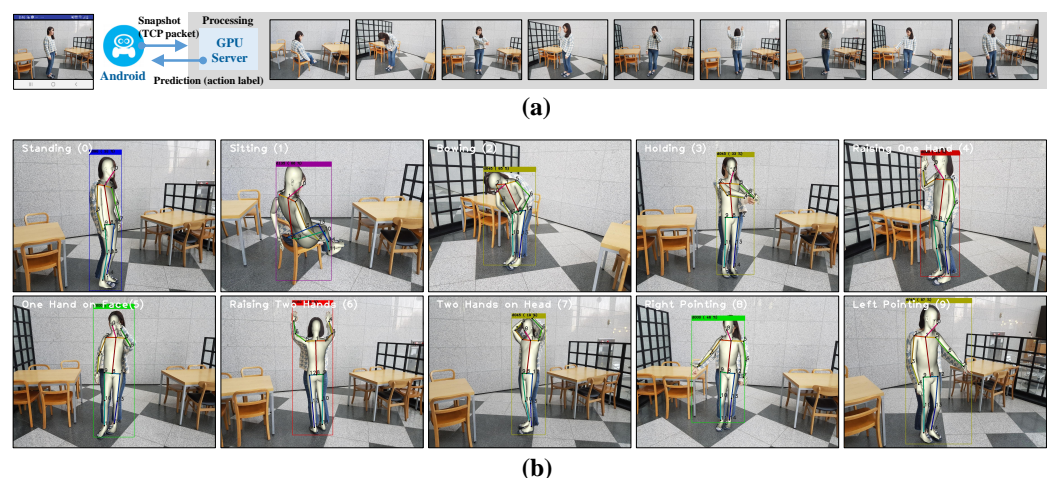 Snapshot
(TCP packet)
Processing
Android
GPU
Server
Prediction (action label)
(a)
Standing (0)
Sitting (1)
Bowing (2)
Holding (3)
Raising One Hand (4)
One Hand on Face(5)
Raising Two Hands (6)
Two Hands on Head (7)
Right Pointing (8)
Left Pointing (9)
(b)